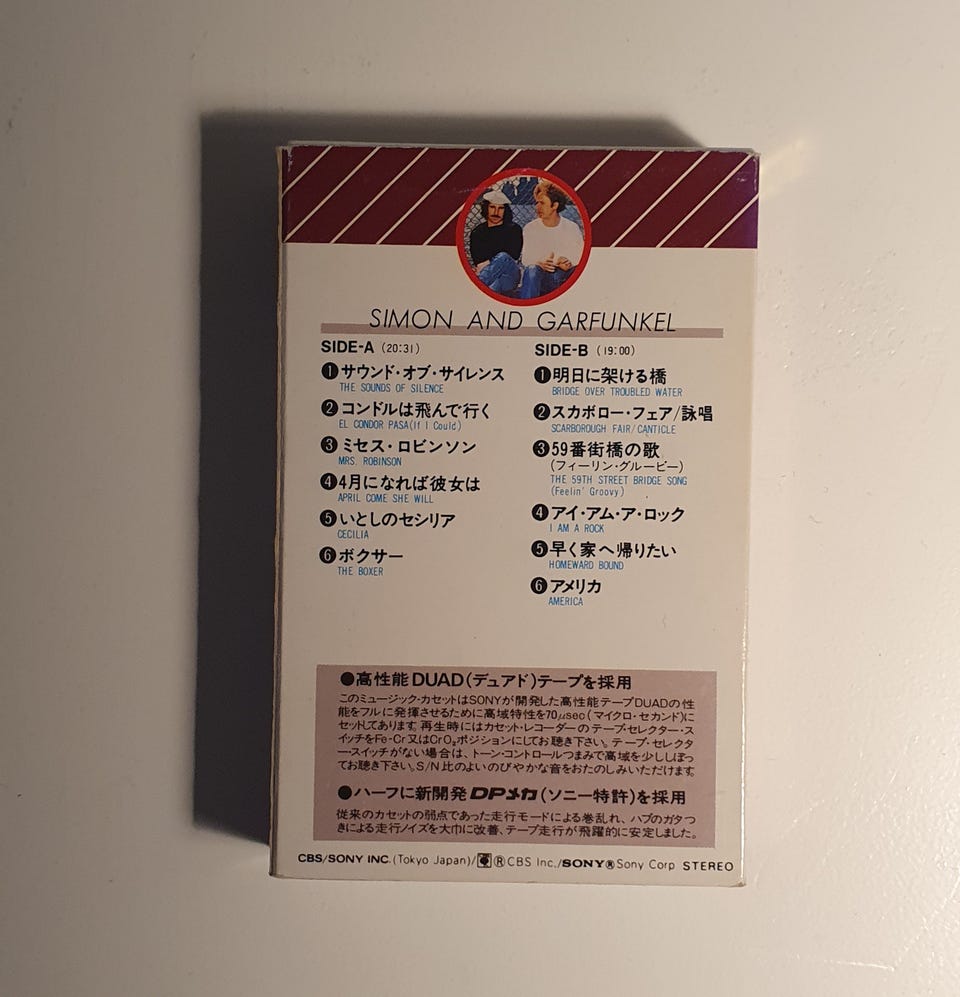 SIMON AND GARFUNKEL
SIDE-A (20:31)
❶サウンド・オブ・サイレンス
THE SOUNDS OF SILENCE
❷コンドルは飛んで行く
EL CONDOR PASA(If I Could)
❸ミセス・ロビンソン
MRS. ROBINSON
❹4月になれば彼女は
APRIL COME SHE WILL
❺いとしのセシリア
CECILIA
❻ボクサー
THE BOXER
SIDE-B (19:00)
❶明日に架ける橋
BRIDGE OVER TROUBLED WATER
❷スカボロー・フェア/詠唱
SCARBOROUGH FAIR/CANTICLE
❸59番街橋の歌
(フィーリン・グルービー)
THE 59TH STREET BRIDGE SONG
(Feelin' Groovy)
❹アイ・アム・ア・ロック
I AM A ROCK
❺早く家へ帰りたい
HOMEWARD BOUND
❻アメリカ
AMERICA
●高性能DUAD(デュアド)テープを採用
このミュージック・カセットはSONYが開発した高性能テープDUADの性
能をフルに発揮させるために高域特性を70μsec(マイクロ・セカンド)に
セットしてあります。再生時にはカセット・レコーダーのテープ・セレクター・ス
イッチをFe-Cr又はCrO₂ポジションにしてお聴き下さい。テープ・セレクタ
ー・スイッチがない場合は、トーン・コントロールつまみで高域を少ししぼっ
てお聴き下さい。S/N比のよいのびやかな音をおたのしみいただけます。
●ハーフに新開発DPメカ(ソニー特許)を採用
従来のカセットの弱点であった走行モードによる巻乱れ、ハブのガタつ
きによる走行ノイズを大巾に改善、テープ走行が飛躍的に安定しました。
CBS/SONY INC.(Tokyo Japan)/ ®CBS Inc./SONY®Sony Corp STEREO